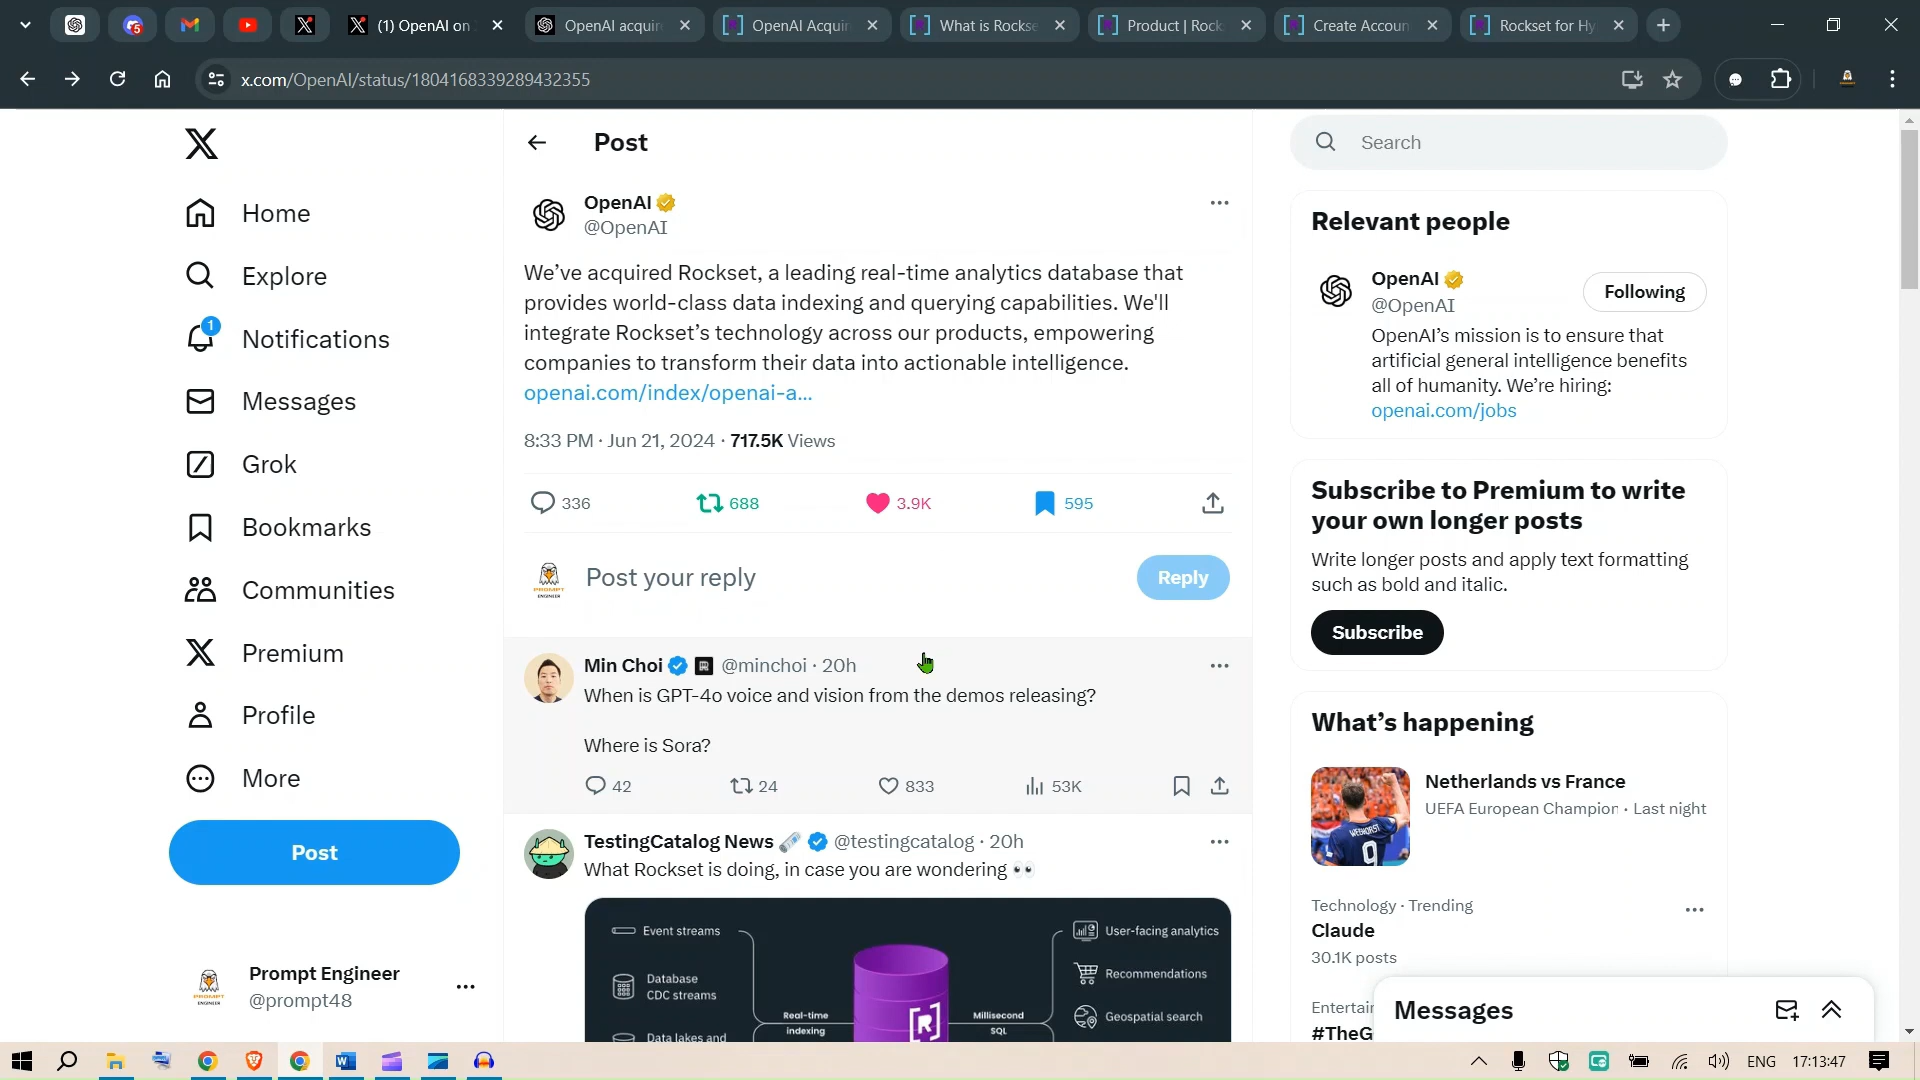 5
(1) OpenAI on
OpenAI acquir
OpenAI Acquir
What is Rockse
Product | Rock
Create Accoun
Rockset for Hy
x.com/OpenAI/status/1804168339289432355
Home
Explore
1
Notifications
Messages
Grok
Bookmarks
Communities
Premium
Profile
More
Post
Prompt Engineer
@prompt48
Post
OpenAI
@OpenAI
We’ve acquired Rockset, a leading real-time analytics database that
provides world-class data indexing and querying capabilities. We'll
integrate Rockset’s technology across our products, empowering
companies to transform their data into actionable intelligence.
openai.com/index/openai-a...
8:33 PM · Jun 21, 2024 · 717.5K Views
336 688 3.9K 595
Post your reply
Reply
Min Choi @minchoi · 20h
When is GPT-4o voice and vision from the demos releasing?
Where is Sora?
42 24 833 53K
TestingCatalog News @testingcatalog · 20h
What Rockset is doing, in case you are wondering 👀
Event streams
Database
CDC streams
Data lakes and
Real-time
indexing
[R]
Millisecond
SQL
User-facing analytics
Recommendations
Geospatial search
Search
Relevant people
OpenAI
@OpenAI
Following
OpenAI’s mission is to ensure that
artificial general intelligence benefits
all of humanity. We’re hiring:
openai.com/jobs
Subscribe to Premium to write
your own longer posts
Write longer posts and apply text formatting
such as bold and italic.
Subscribe
What’s happening
WEGHORST
9
Netherlands vs France
UEFA European Champion · Last night
Technology · Trending
Claude
30.1K posts
Entertain
#TheG
Messages
ENG
17:13:47